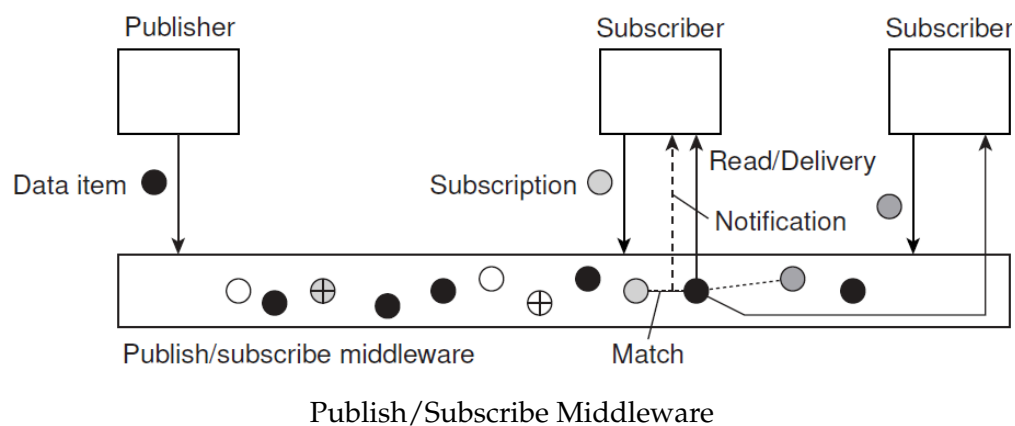 Publisher
Subscriber
Subscriber
Data item
Subscription
Read/Delivery
Notification
Publish/subscribe middleware
Match
Publish/Subscribe Middleware